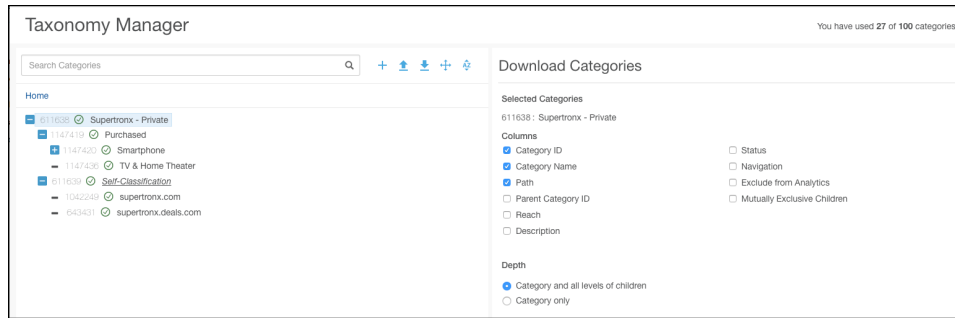 Taxonomy Manager
You have used 27 of 100 categories
Search Categories
AZ
Home
611638 Supertronx - Private
1147419 Purchased
1147420 Smartphone
1147436 TV & Home Theater
611639 Self-Classification
1042249 supertronx.com
643431 supertronx.deals.com
Download Categories
Selected Categories
611638 : Supertronx - Private
Columns
Category ID
Category Name
Path
Parent Category ID
Reach
Description
Status
Navigation
Exclude from Analytics
Mutually Exclusive Children
Depth
Category and all levels of children
Category only